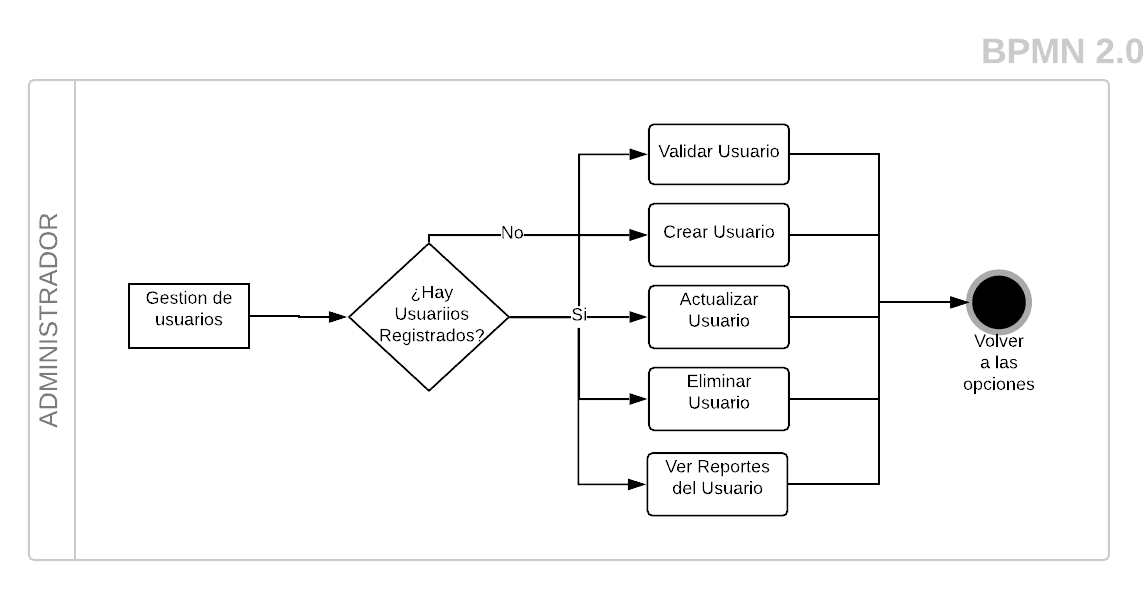 BPMN 2.0
ADMINISTRADOR
Gestion de
usuarios
¿Hay
Usuariios
Registrados?
No
Si
Validar Usuario
Crear Usuario
Actualizar
Usuario
Eliminar
Usuario
Ver Reportes
del Usuario
Volver
a las
opciones